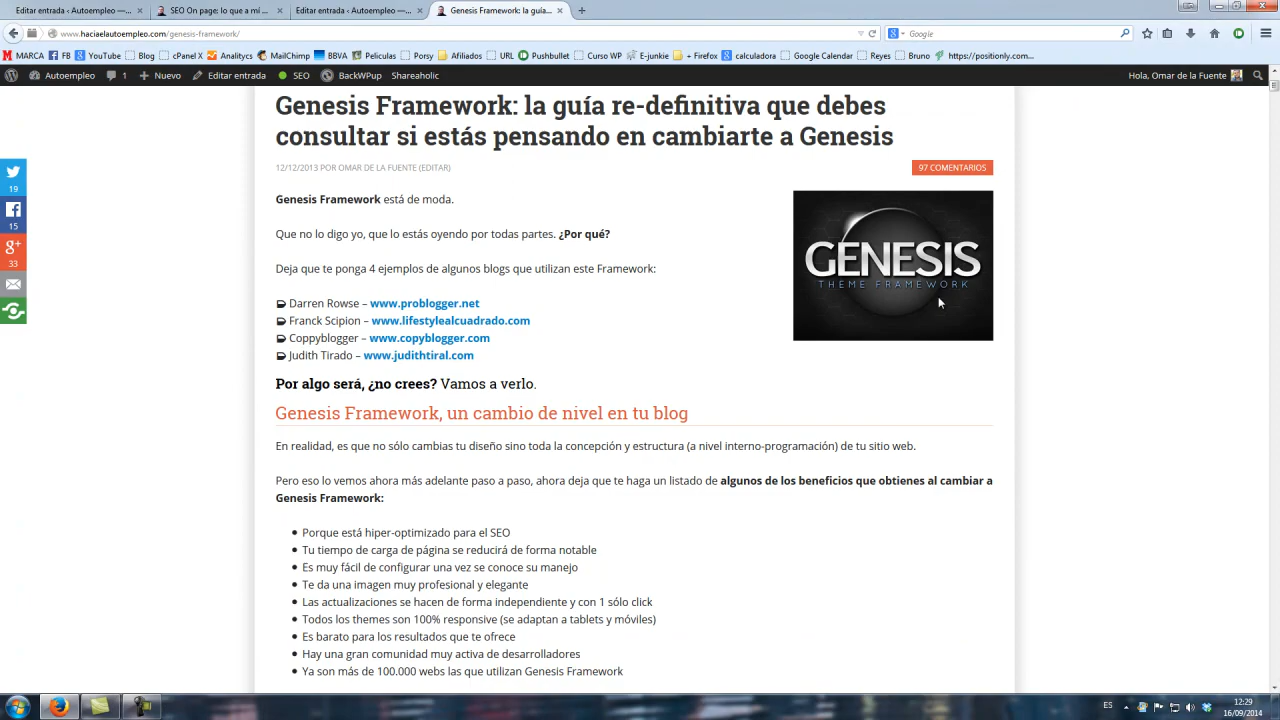 Editar entrada ‹ Autoempleo —...
SEO On page: lo que a mí ...
Editar entrada ‹ Autoempleo —...
Genesis Framework: la guía...
www.haciaelautoempleo.com/genesis-framework/
Google
MARCA
FB
YouTube
Blog
cPanel X
Analitycs
MailChimp
BBVA
Películas
Porsy
Afiliados
URL
Pushbullet
Curso WP
E-junkie
+ Firefox
calculadora
Google Calendar
Reyes
Bruno
https://positionly.com...
Autoempleo
1
Nuevo
Editar entrada
SEO
BackWPup
Shareaholic
Hola, Omar de la Fuente
Genesis Framework: la guía re-definitiva que debes
consultar si estás pensando en cambiarte a Genesis
12/12/2013 POR OMAR DE LA FUENTE (EDITAR)
97 COMENTARIOS
19
15
33
Genesis Framework está de moda.
Que no lo digo yo, que lo estás oyendo por todas partes. ¿Por qué?
Deja que te ponga 4 ejemplos de algunos blogs que utilizan este Framework:
GENESIS
THEME FRAMEWORK
Darren Rowse – www.problogger.net
Franck Scipion – www.lifestylealcuadrado.com
Coppyblogger – www.copyblogger.com
Judith Tirado – www.judithtiral.com
Por algo será, ¿no crees? Vamos a verlo.
Genesis Framework, un cambio de nivel en tu blog
En realidad, es que no sólo cambias tu diseño sino toda la concepción y estructura (a nivel interno-programación) de tu sitio web.
Pero eso lo vemos ahora más adelante paso a paso, ahora deja que te haga un listado de algunos de los beneficios que obtienes al cambiar a
Genesis Framework:
Porque está hiper-optimizado para el SEO
Tu tiempo de carga de página se reducirá de forma notable
Es muy fácil de configurar una vez se conoce su manejo
Te da una imagen muy profesional y elegante
Las actualizaciones se hacen de forma independiente y con 1 sólo click
Todos los themes son 100% responsive (se adaptan a tablets y móviles)
Es barato para los resultados que te ofrece
Hay una gran comunidad muy activa de desarrolladores
Ya son más de 100.000 webs las que utilizan Genesis Framework
ES
12:29
16/09/2014